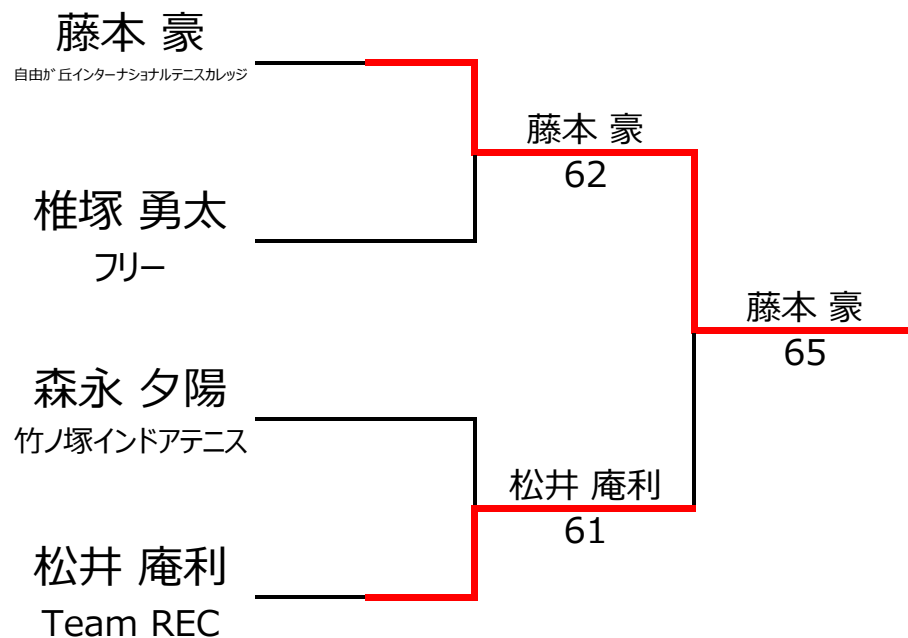 藤本 豪
自由が丘インターナショナルテニスカレッジ
藤本 豪
62
椎塚 勇太
フリー
藤本 豪
65
森永 夕陽
竹ノ塚インドアテニス
松井 庵利
61
松井 庵利
Team REC